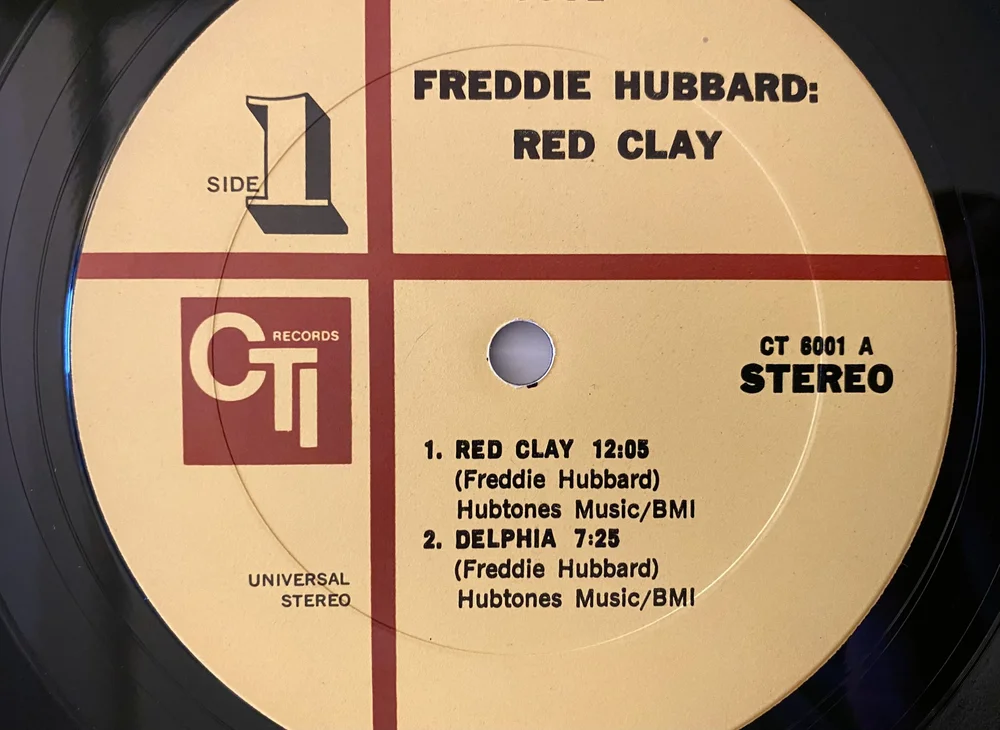 FREDDIE HUBBARD:
RED CLAY
SIDE 1
CTI RECORDS
CT 6001 A
STEREO
1. RED CLAY 12:05
(Freddie Hubbard)
Hubtones Music/BMI
2. DELPHIA 7:25
(Freddie Hubbard)
Hubtones Music/BMI
UNIVERSAL
STEREO